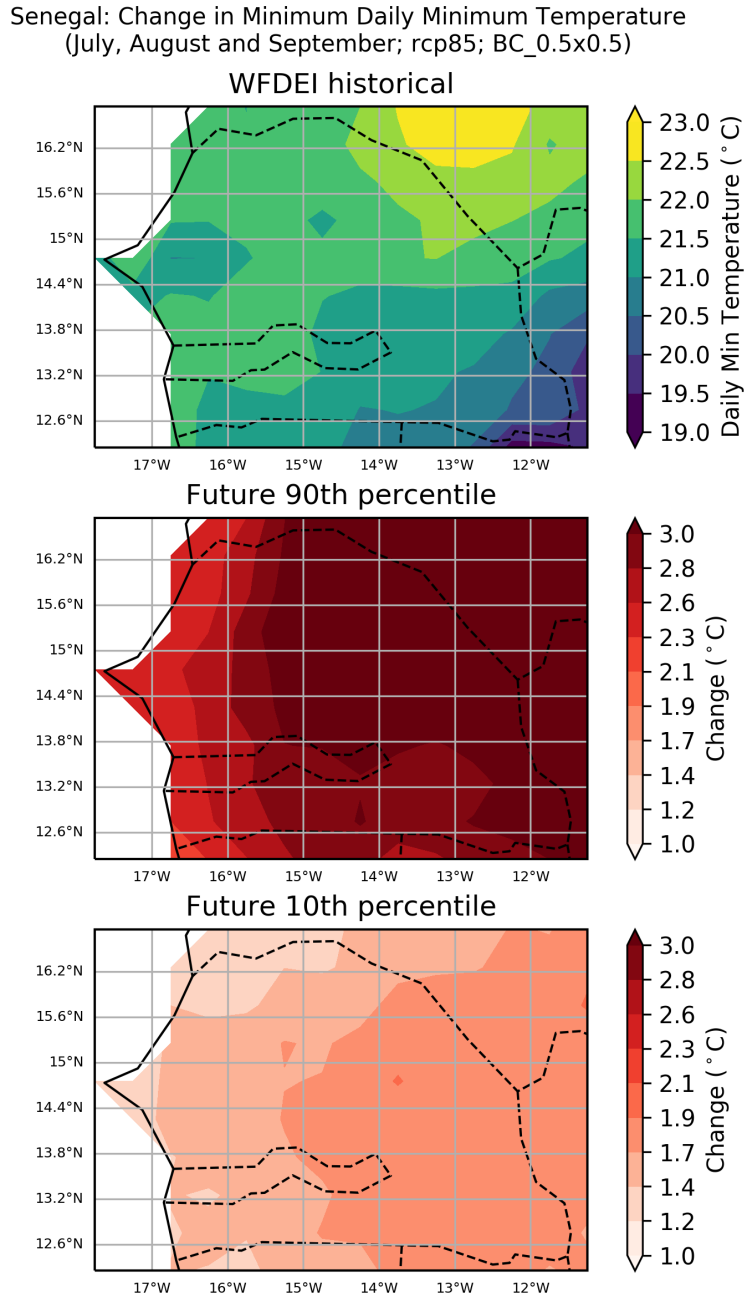 Senegal: Change in Minimum Daily Minimum Temperature
(July, August and September; rcp85; BC_0.5x0.5)
WFDEI historical
16.2°N
15.6°N
15°N
14.4°N
13.8°N
13.2°N
12.6°N
17°W 16°W 15°W 14°W 13°W 12°W
23.0
22.5
22.0
21.5
21.0
20.5
20.0
19.5
19.0
Daily Min Temperature (°C)
Future 90th percentile
16.2°N
15.6°N
15°N
14.4°N
13.8°N
13.2°N
12.6°N
17°W 16°W 15°W 14°W 13°W 12°W
3.0
2.8
2.6
2.3
2.1
1.9
1.7
1.4
1.2
1.0
Change (°C)
Future 10th percentile
16.2°N
15.6°N
15°N
14.4°N
13.8°N
13.2°N
12.6°N
17°W 16°W 15°W 14°W 13°W 12°W
3.0
2.8
2.6
2.3
2.1
1.9
1.7
1.4
1.2
1.0
Change (°C)